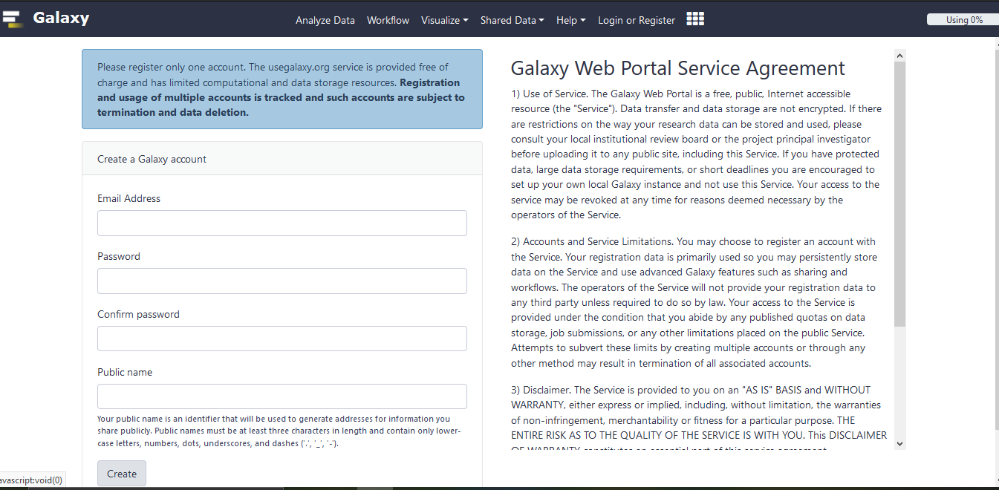 Galaxy
Analyze Data Workflow Visualize Shared Data Help Login or Register
Using 0%
Please register only one account. The usegalaxy.org service is provided free of
charge and has limited computational and data storage resources. Registration
and usage of multiple accounts is tracked and such accounts are subject to
termination and data deletion.
Create a Galaxy account
Email Address
Password
Confirm password
Public name
Your public name is an identifier that will be used to generate addresses for information you
share publicly. Public names must be at least three characters in length and contain only lower-
case letters, numbers, dots, underscores, and dashes ('.', '_', '-').
Create
avascript:void(0)
Galaxy Web Portal Service Agreement
1) Use of Service. The Galaxy Web Portal is a free, public, Internet accessible
resource (the "Service"). Data transfer and data storage are not encrypted. If there
are restrictions on the way your research data can be stored and used, please
consult your local institutional review board or the project principal investigator
before uploading it to any public site, including this Service. If you have protected
data, large data storage requirements, or short deadlines you are encouraged to
set up your own local Galaxy instance and not use this Service. Your access to the
service may be revoked at any time for reasons deemed necessary by the
operators of the Service.
2) Accounts and Service Limitations. You may choose to register an account with
the Service. Your registration data is primarily used so you may persistently store
data on the Service and use advanced Galaxy features such as sharing and
workflows. The operators of the Service will not provide your registration data to
any third party unless required to do so by law. Your access to the Service is
provided under the condition that you abide by any published quotas on data
storage, job submissions, or any other limitations placed on the public Service.
Attempts to subvert these limits by creating multiple accounts or through any
other method may result in termination of all associated accounts.
3) Disclaimer. The Service is provided to you on an "AS IS" BASIS and WITHOUT
WARRANTY, either express or implied, including, without limitation, the warranties
of non-infringement, merchantability or fitness for a particular purpose. THE
ENTIRE RISK AS TO THE QUALITY OF THE SERVICE IS WITH YOU. This DISCLAIMER
OF WARRANTY constitutes an essential part of this service agreement.